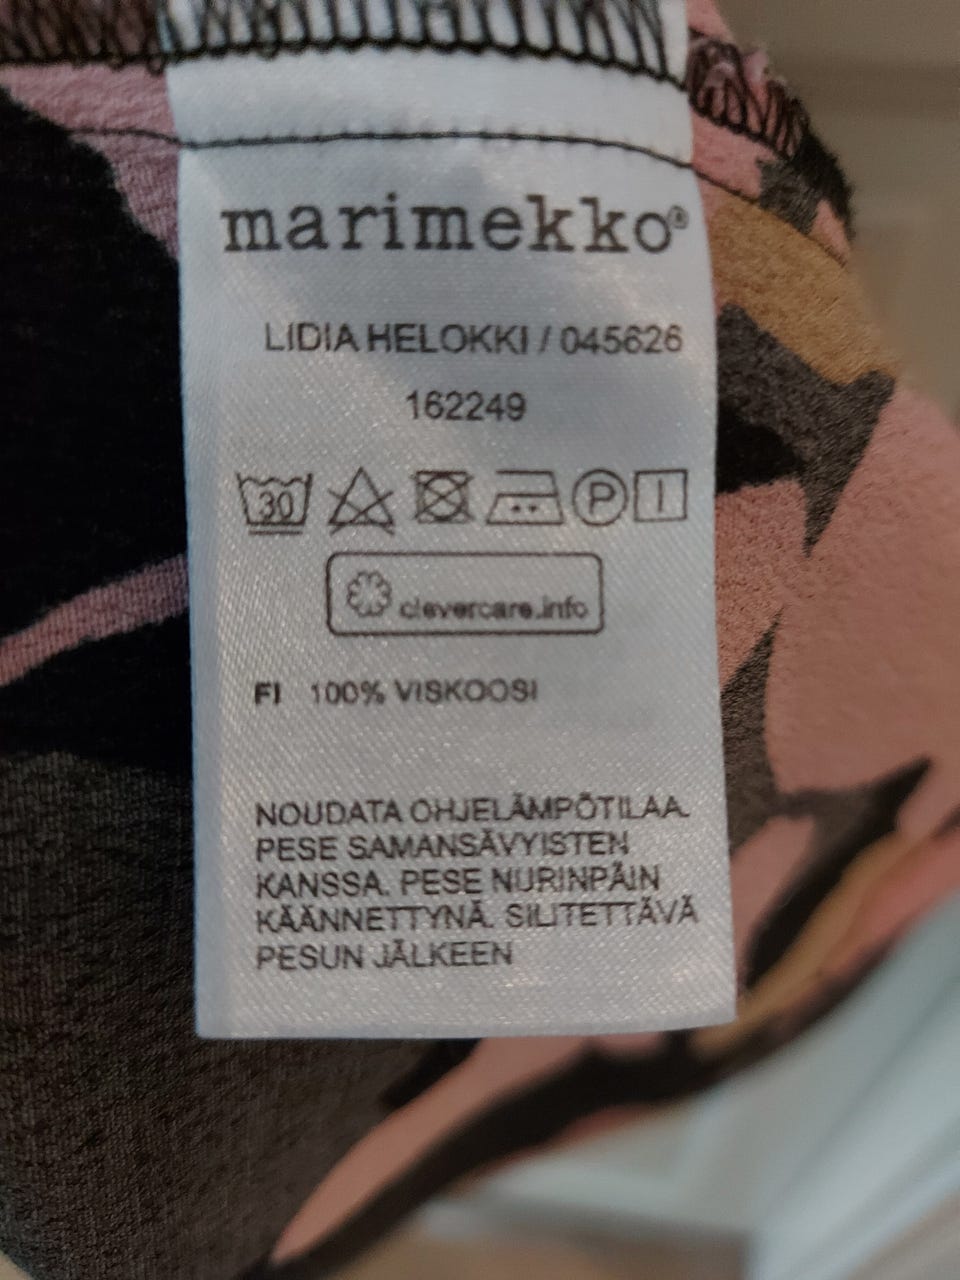 marimekko®
LIDIA HELOKKI / 045626
162249
30 P I
clevercare.info
FI 100% VISKOOSI
NOUDATA OHJELÄMPÖTILAA.
PESE SAMANSÄVYISTEN
KANSSA. PESE NURINPÄIN
KÄÄNNETTYNÄ. SILITETTÄVÄ
PESUN JÄLKEEN